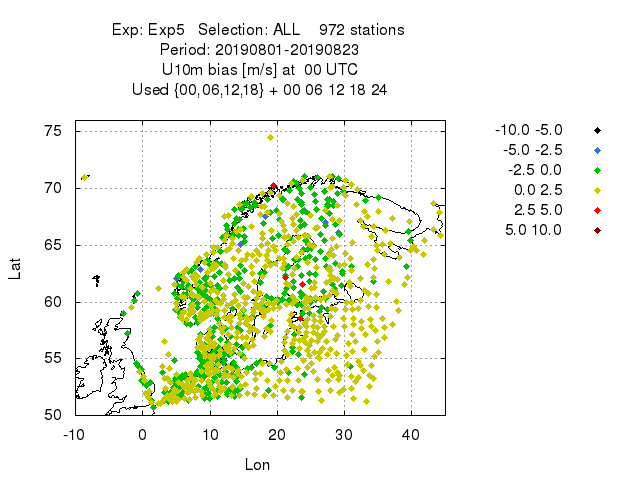 Exp: Exp5   Selection: ALL    972 stations
Period: 20190801-20190823
U10m bias [m/s] at  00 UTC
Used {00,06,12,18} + 00 06 12 18 24
-10.0 -5.0
-5.0 -2.5
-2.5 0.0
0.0 2.5
2.5 5.0
5.0 10.0
75
70
65
60
55
50
Lat
-10 0 10 20 30 40
Lon